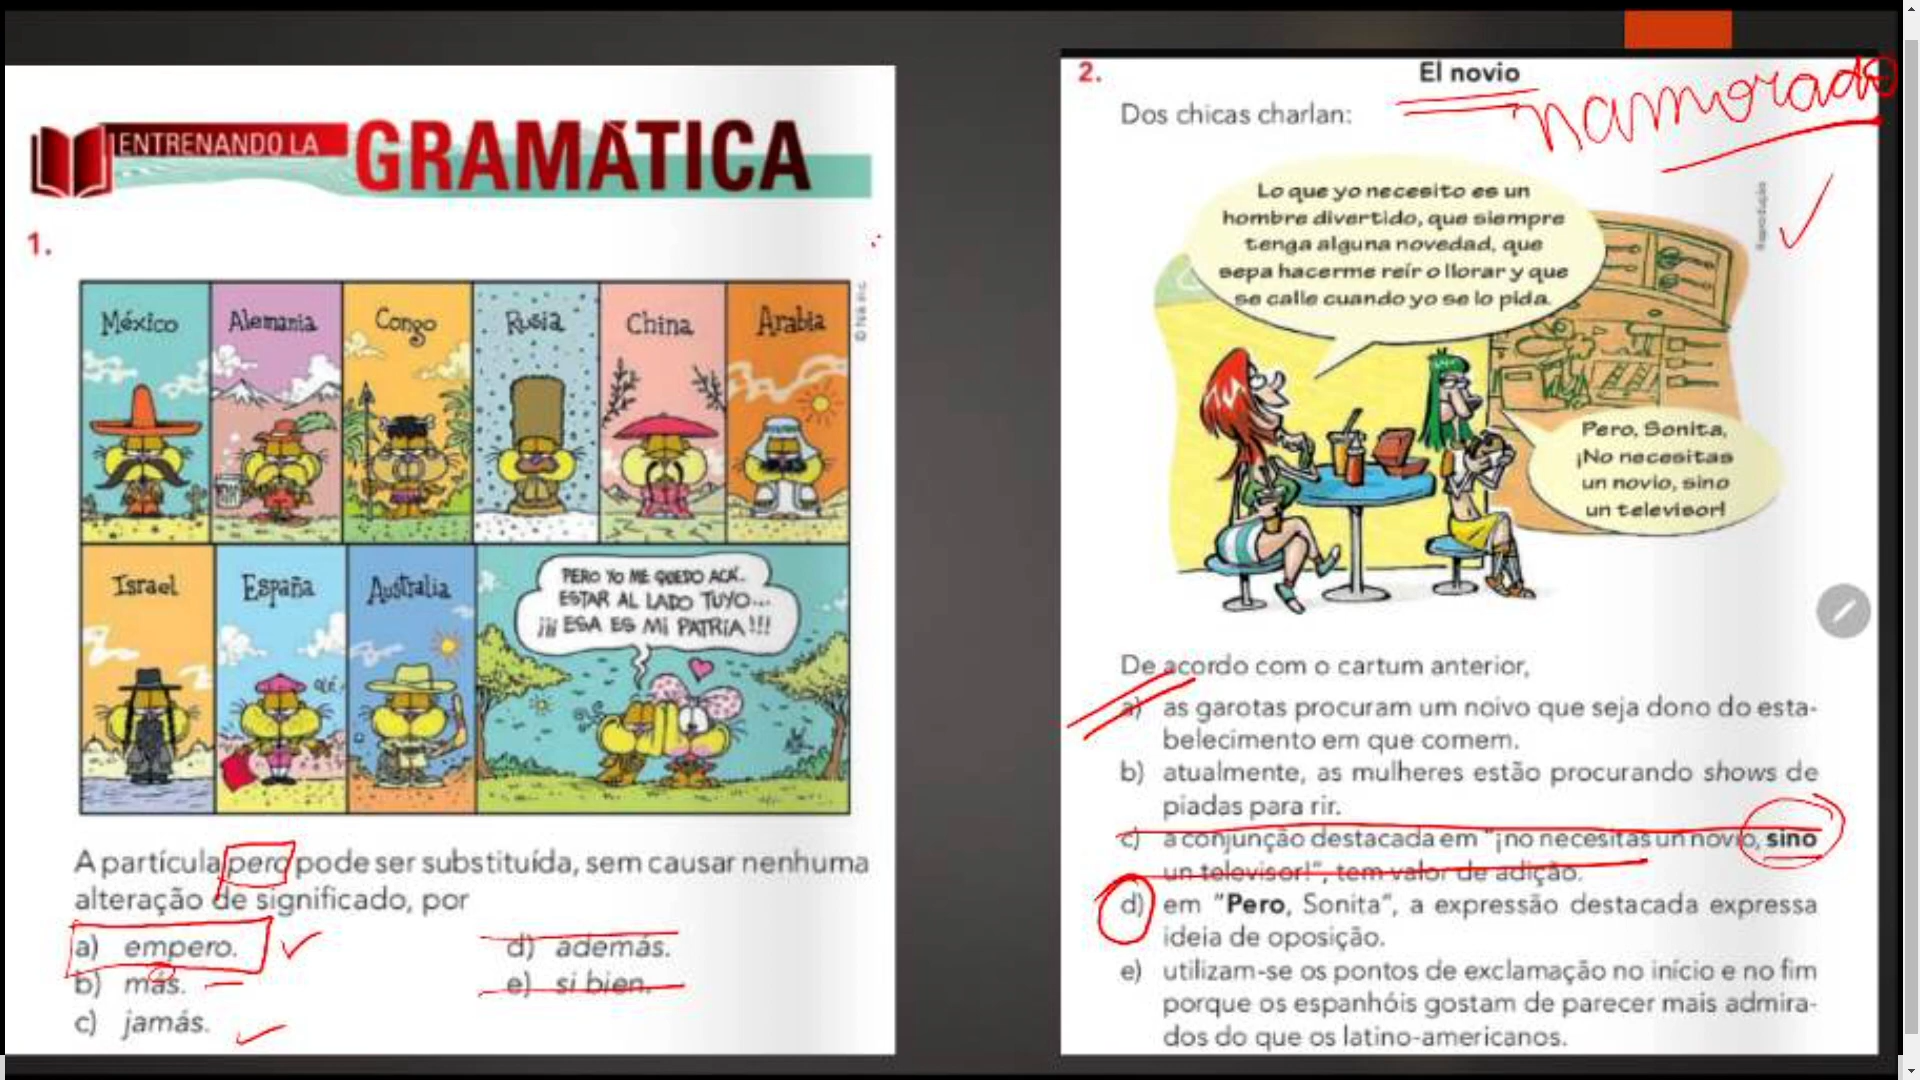 ENTRENANDO LA
GRAMÁTICA
1.
México
Alemania
Congo
Rusia
China
Arabia
Israel
España
olé!
Australia
PERO YO ME QUEDO ACÁ.
ESTAR AL LADO TUYO...
¡¡¡ ESA ES MI PATRIA!!!
A partícula pero pode ser substituída, sem causar nenhuma
alteração de significado, por
a) empero.
b) más.
c) jamás.
d) además.
e) si bien.
2.
El novio
namorado
Dos chicas charlan:
Lo que yo necesito es un
hombre divertido, que siempre
tenga alguna novedad, que
sepa hacerme reír o llorar y que
se calle cuando yo se lo pida.
Reprodução
Pero, Sonita,
¡No necesitas
un novio, sino
un televisor!
De acordo com o cartum anterior,
a) as garotas procuram um noivo que seja dono do esta-
belecimento em que comem.
b) atualmente, as mulheres estão procurando shows de
piadas para rir.
c) a conjunção destacada em "¡no necesitas un novio, sino
un televisor!", tem valor de adição.
d) em "Pero, Sonita", a expressão destacada expressa
ideia de oposição.
e) utilizam-se os pontos de exclamação no início e no fim
porque os espanhóis gostam de parecer mais admira-
dos do que os latino-americanos.